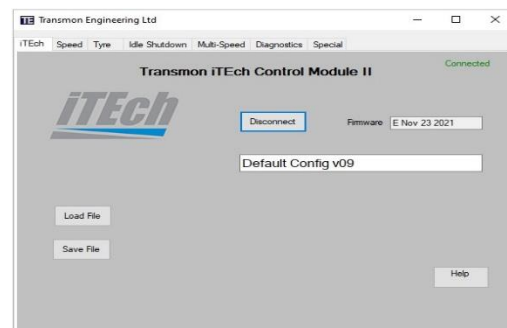 TE Transmon Engineering Ltd
iTEch Speed Tyre Idle Shutdown Multi-Speed Diagnostics Special
Connected
Transmon iTEch Control Module II
iTEch
Disconnect Firmware E Nov 23 2021
Default Config v09
Load File
Save File
Help